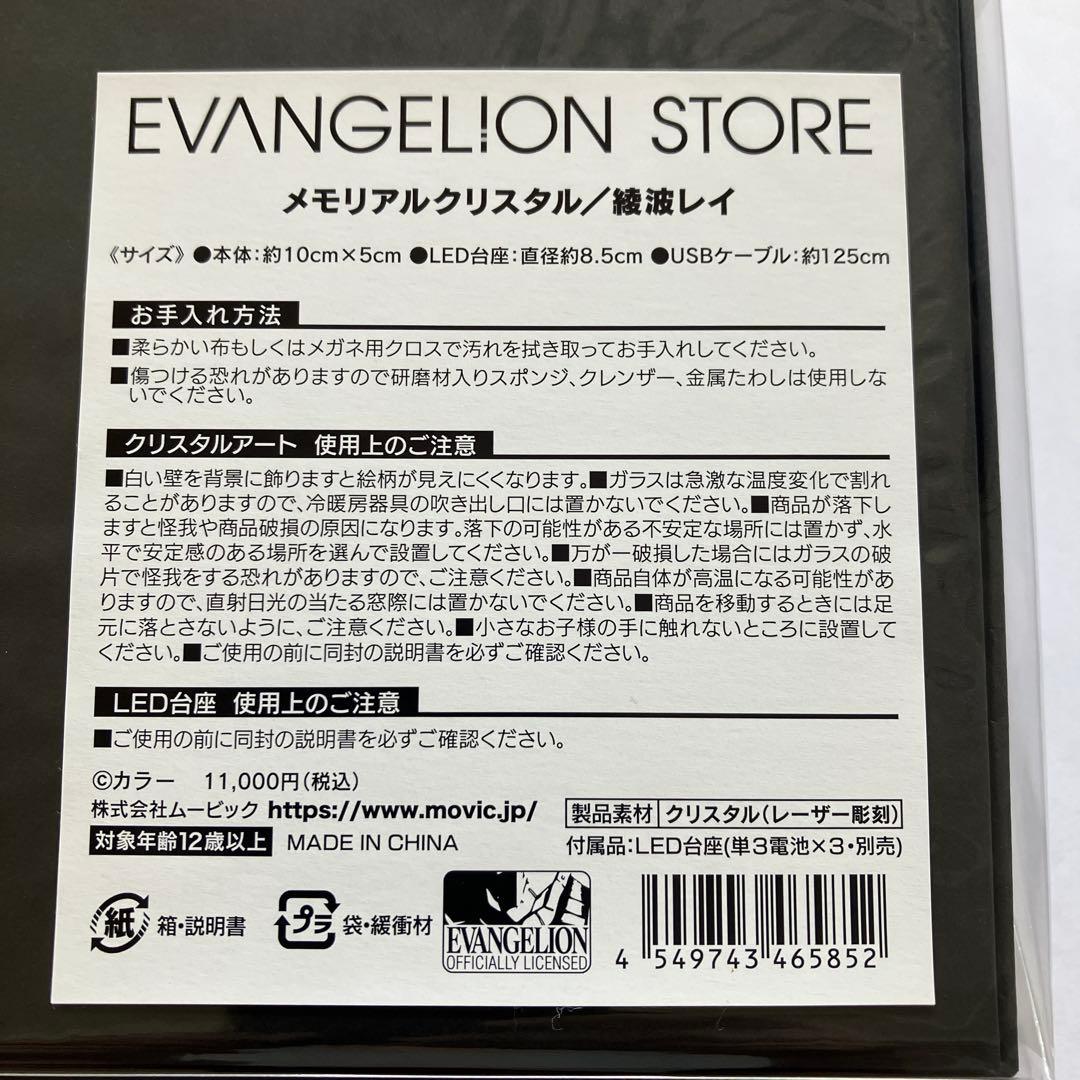 EVANGELION STORE
メモリアルクリスタル/綾波レイ
《サイズ》●本体:約10cm×5cm ●LED台座:直径約8.5cm ●USBケーブル:約125cm
お手入れ方法
■柔らかい布もしくはメガネ用クロスで汚れを拭き取ってお手入れしてください。
■傷つける恐れがありますので研磨材入りスポンジ、クレンザー、金属たわしは使用しな
いでください。
クリスタルアート 使用上のご注意
■白い壁を背景に飾りますと絵柄が見えにくくなります。■ガラスは急激な温度変化で割れ
ることがありますので、冷暖房器具の吹き出し口には置かないでください。■商品が落下し
ますと怪我や商品破損の原因になります。落下の可能性がある不安定な場所には置かず、水
平で安定感のある場所を選んで設置してください。■万が一破損した場合にはガラスの破
片で怪我をする恐れがありますので、ご注意ください。■商品自体が高温になる可能性があ
りますので、直射日光の当たる窓際には置かないでください。■商品を移動するときには足
元に落とさないように、ご注意ください。■小さなお子様の手に触れないところに設置して
ください。■ご使用の前に同封の説明書を必ずご確認ください。
LED台座 使用上のご注意
■ご使用の前に同封の説明書を必ずご確認ください。
©カラー 11,000円(税込)
株式会社ムービック https://www.movic.jp/
製品素材 クリスタル(レーザー彫刻)
対象年齢12歳以上 MADE IN CHINA
付属品:LED台座(単3電池×3・別売)
紙 箱・説明書
プラ 袋・緩衝材
EVANGELION
OFFICIALLY LICENSED
4 549743 465852